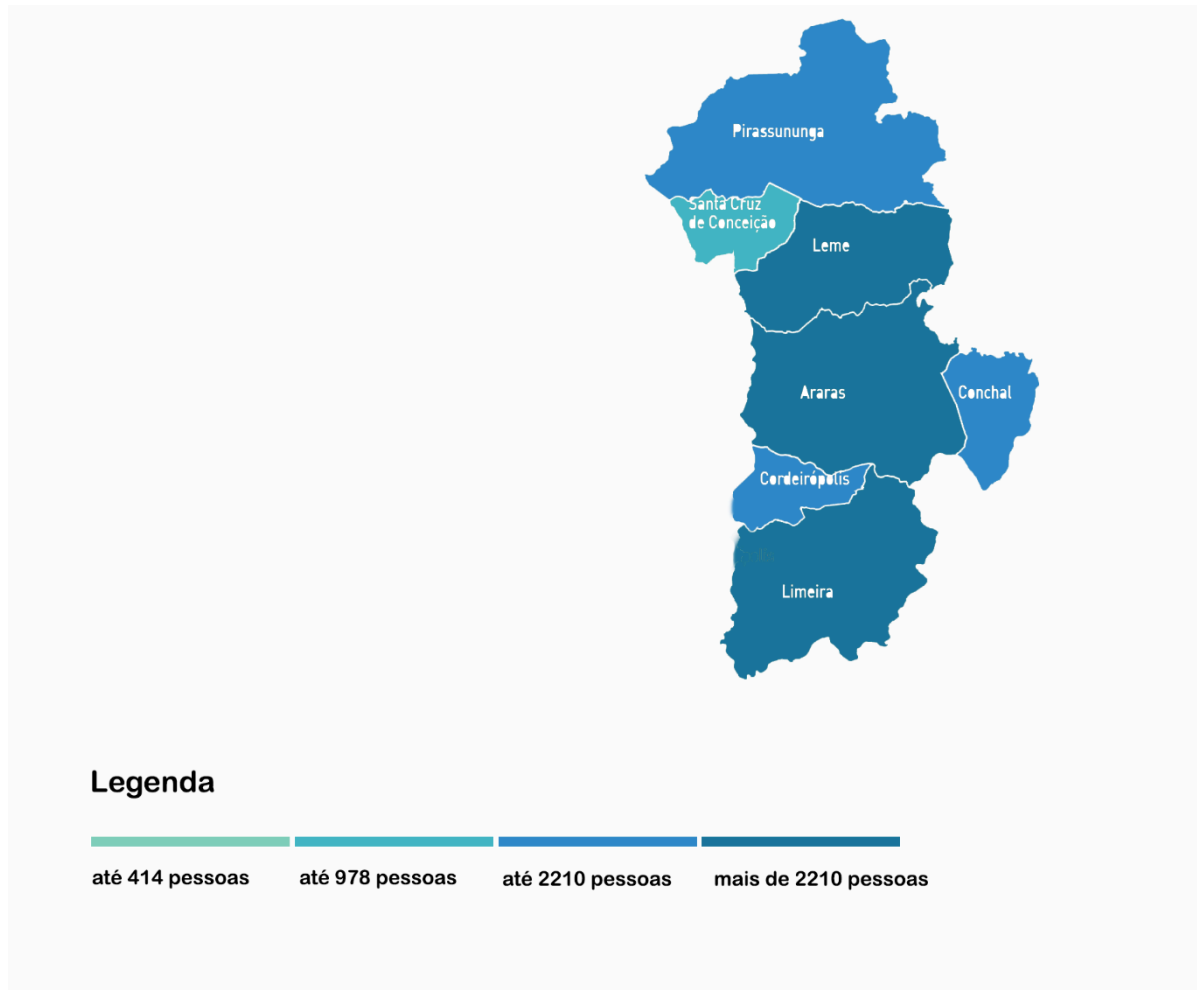 Pirassununga
Santa Cruz
de Conceição
Leme
Araras
Conchal
Cordeirópolis
Limeira
Legenda
até 414 pessoas
até 978 pessoas
até 2210 pessoas
mais de 2210 pessoas